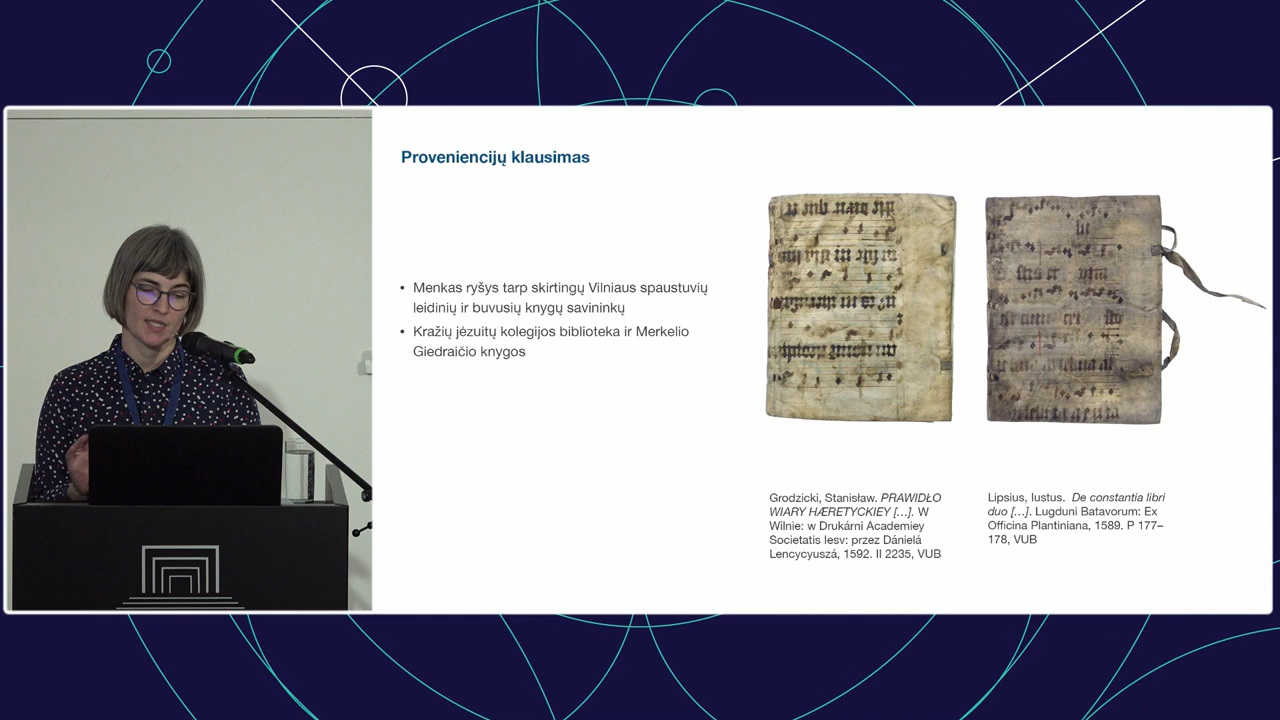 Proveniencijų klausimas
• Menkas ryšys tarp skirtingų Vilniaus spaustuvių
leidinių ir buvusių knygų savininkų
• Kražių jėzuitų kolegijos biblioteka ir Merkelio
Giedraičio knygos
Grodzicki, Stanisław. PRAWIDŁO
WIARY HÆRETYCKIEY […]. W
Wilnie: w Drukárni Academiey
Societatis Iesv: przez Dánielá
Lencycyuszá, 1592. II 2235, VUB
Lipsius, Iustus. De constantia libri
duo […]. Lugduni Batavorum: Ex
Officina Plantiniana, 1589. P 177–
178, VUB